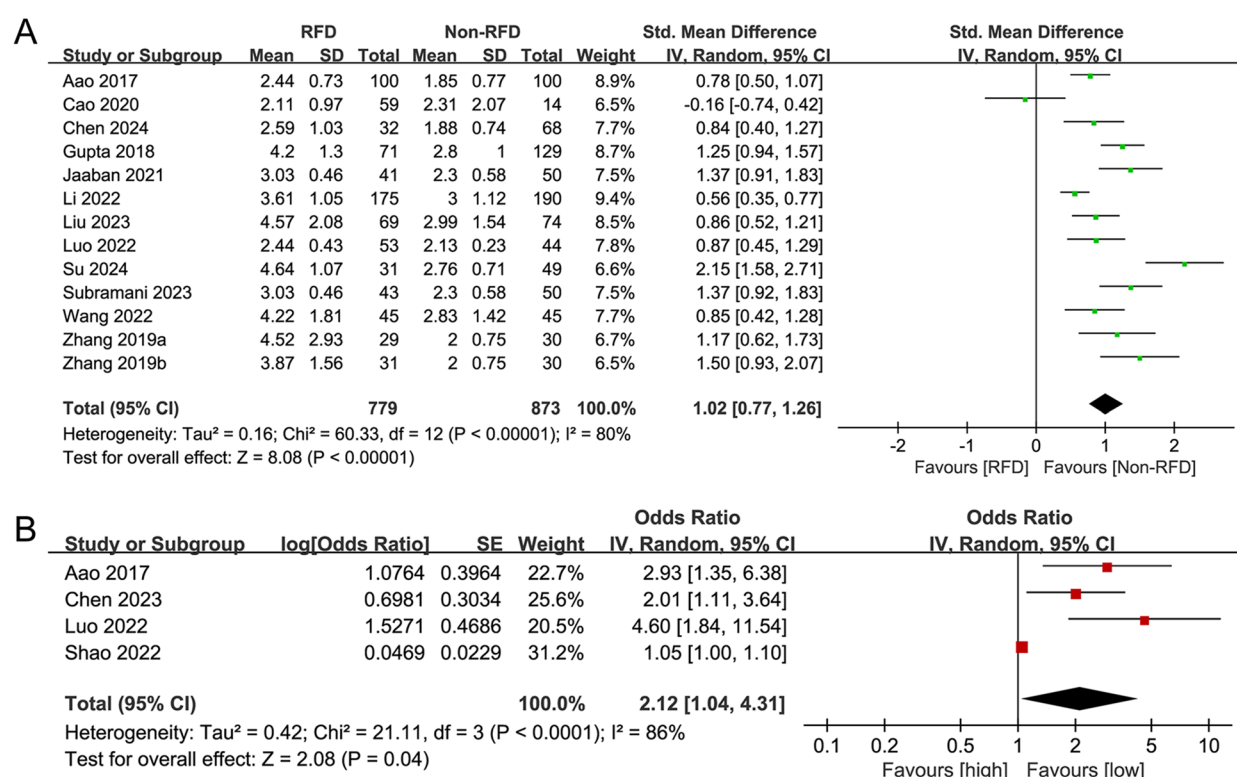 A
RFD Non-RFD Std. Mean Difference Std. Mean Difference
Study or Subgroup Mean SD Total Mean SD Total Weight IV, Random, 95% CI IV, Random, 95% CI
Aao 2017 2.44 0.73 100 1.85 0.77 100 8.9% 0.78 [0.50, 1.07]
Cao 2020 2.11 0.97 59 2.31 2.07 14 6.5% -0.16 [-0.74, 0.42]
Chen 2024 2.59 1.03 32 1.88 0.74 68 7.7% 0.84 [0.40, 1.27]
Gupta 2018 4.2 1.3 71 2.8 1 129 8.7% 1.25 [0.94, 1.57]
Jaaban 2021 3.03 0.46 41 2.3 0.58 50 7.5% 1.37 [0.91, 1.83]
Li 2022 3.61 1.05 175 3 1.12 190 9.4% 0.56 [0.35, 0.77]
Liu 2023 4.57 2.08 69 2.99 1.54 74 8.5% 0.86 [0.52, 1.21]
Luo 2022 2.44 0.43 53 2.13 0.23 44 7.8% 0.87 [0.45, 1.29]
Su 2024 4.64 1.07 31 2.76 0.71 49 6.6% 2.15 [1.58, 2.71]
Subramani 2023 3.03 0.46 43 2.3 0.58 50 7.5% 1.37 [0.92, 1.83]
Wang 2022 4.22 1.81 45 2.83 1.42 45 7.7% 0.85 [0.42, 1.28]
Zhang 2019a 4.52 2.93 29 2 0.75 30 6.7% 1.17 [0.62, 1.73]
Zhang 2019b 3.87 1.56 31 2 0.75 30 6.5% 1.50 [0.93, 2.07]
Total (95% CI) 779 873 100.0% 1.02 [0.77, 1.26]
Heterogeneity: Tau² = 0.16; Chi² = 60.33, df = 12 (P < 0.00001); I² = 80%
Test for overall effect: Z = 8.08 (P < 0.00001)
-2 -1 0 1 2
Favours [RFD] Favours [Non-RFD]
B
Odds Ratio Odds Ratio
Study or Subgroup log[Odds Ratio] SE Weight IV, Random, 95% CI IV, Random, 95% CI
Aao 2017 1.0764 0.3964 22.7% 2.93 [1.35, 6.38]
Chen 2023 0.6981 0.3034 25.6% 2.01 [1.11, 3.64]
Luo 2022 1.5271 0.4686 20.5% 4.60 [1.84, 11.54]
Shao 2022 0.0469 0.0229 31.2% 1.05 [1.00, 1.10]
Total (95% CI) 100.0% 2.12 [1.04, 4.31]
Heterogeneity: Tau² = 0.42; Chi² = 21.11, df = 3 (P < 0.0001); I² = 86%
Test for overall effect: Z = 2.08 (P = 0.04)
0.1 0.2 0.5 1 2 5 10
Favours [high] Favours [low]